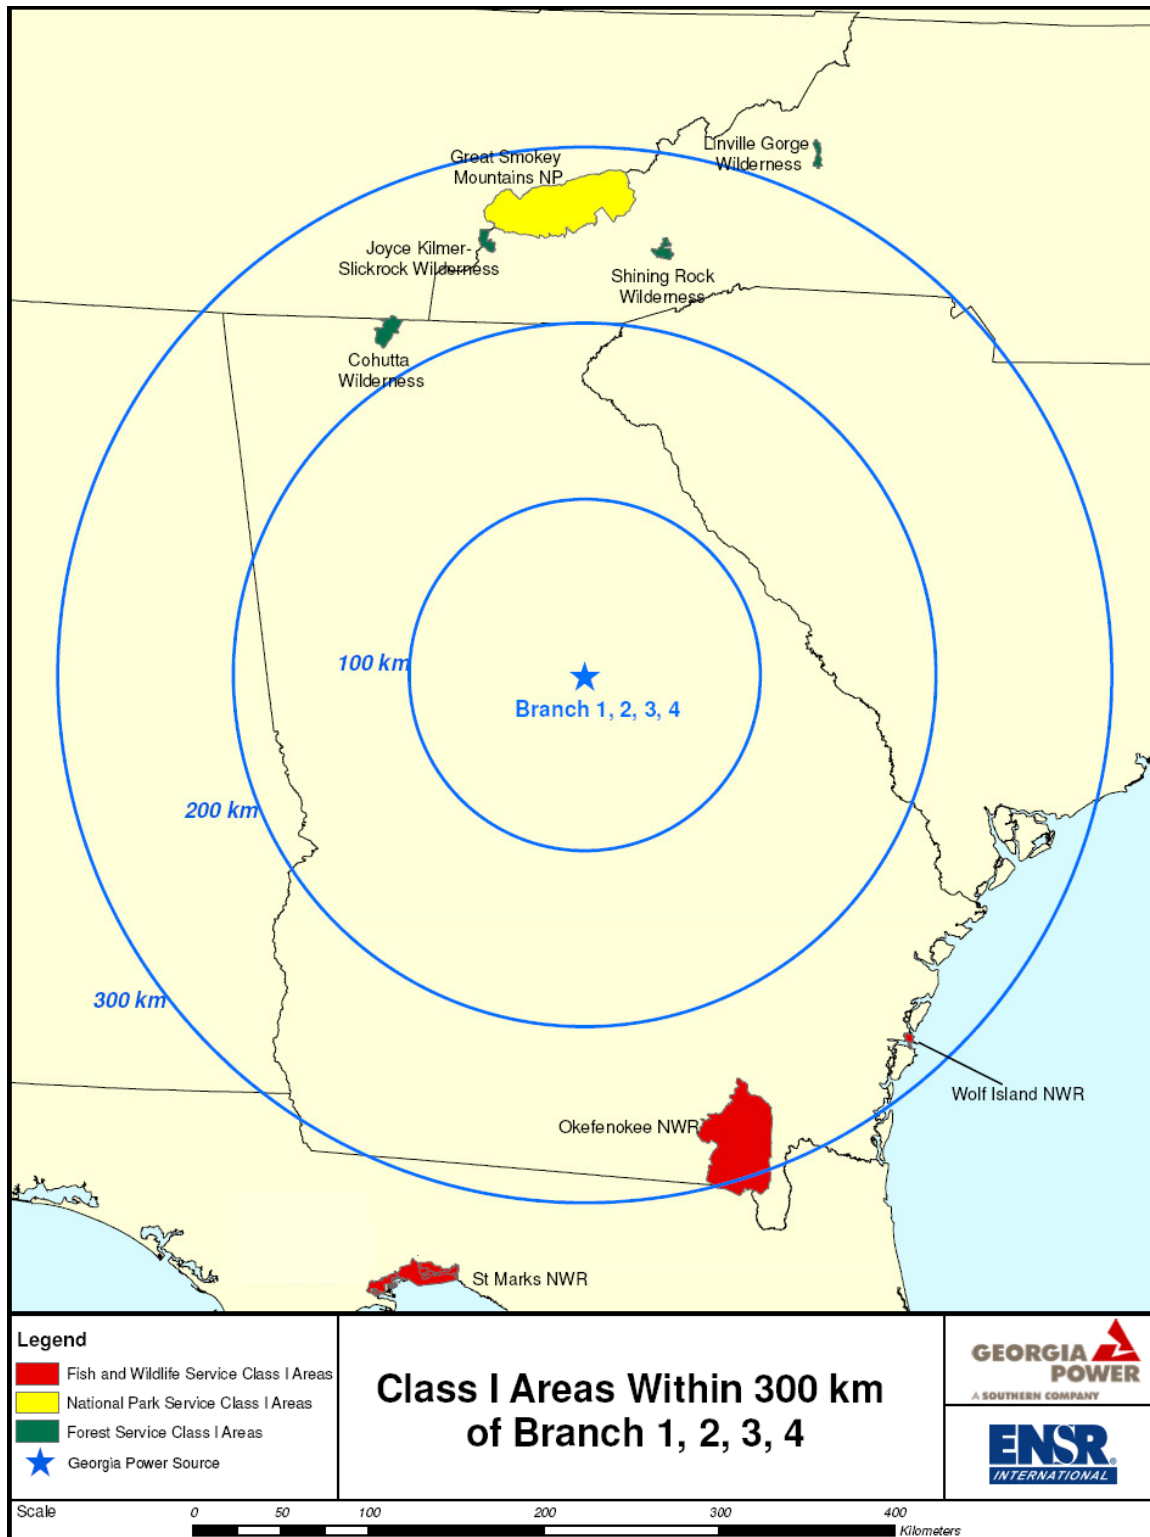 Great Smokey
Mountains NP
Linville Gorge
Wilderness
Joyce Kilmer-
Slickrock Wilderness
Shining Rock
Wilderness
Cohutta
Wilderness
100 km
Branch 1, 2, 3, 4
200 km
300 km
Wolf Island NWR
Okefenokee NWR
St Marks NWR
Legend
Fish and Wildlife Service Class I Areas
National Park Service Class I Areas
Forest Service Class I Areas
Georgia Power Source
Class I Areas Within 300 km
of Branch 1, 2, 3, 4
GEORGIA
POWER
A SOUTHERN COMPANY
ENSR
INTERNATIONAL
Scale
0 50 100 200 300 400
Kilometers